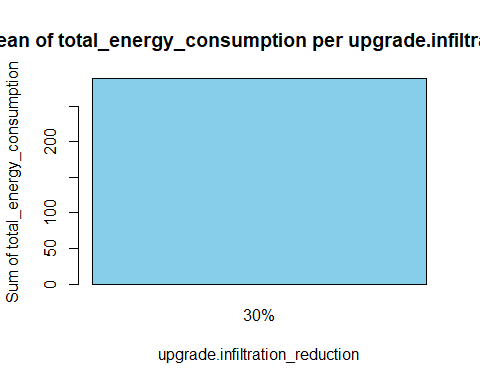 ean of total_energy_consumption per upgrade.infiltra
Sum of total_energy_consumption
200
100
50
0
30%
upgrade.infiltration_reduction